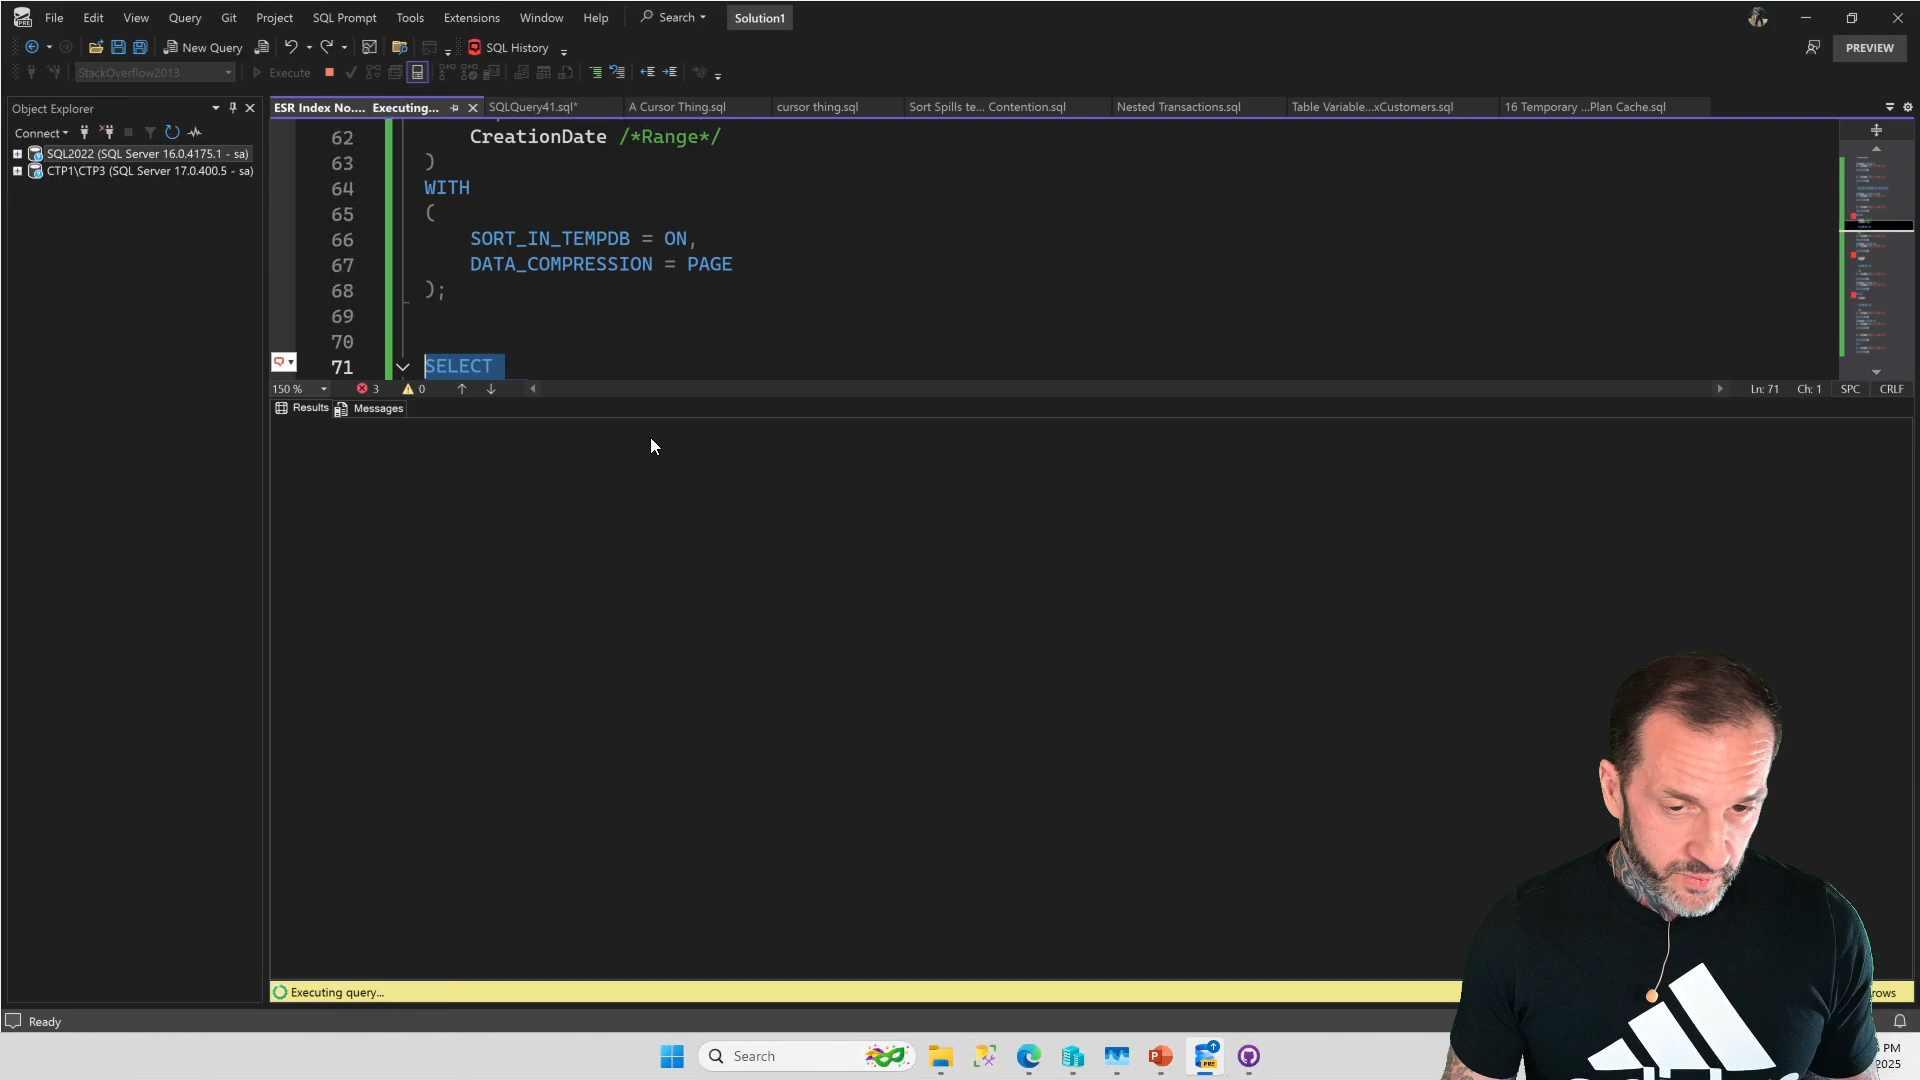 File Edit View Query Git Project SQL Prompt Tools Extensions Window Help Search Solution1
New Query SQL History PREVIEW
StackOverflow2013 Execute
Object Explorer
Connect
SQL2022 (SQL Server 16.0.4175.1 - sa)
CTP1\CTP3 (SQL Server 17.0.400.5 - sa)
ESR Index No.... Executing... SQLQuery41.sql* A Cursor Thing.sql cursor thing.sql Sort Spills te... Contention.sql Nested Transactions.sql Table Variable...xCustomers.sql 16 Temporary ...Plan Cache.sql
62 CreationDate /*Range*/
63 )
64 WITH
65 (
66 SORT_IN_TEMPDB = ON,
67 DATA_COMPRESSION = PAGE
68 );
69
70
71 SELECT
150 % 3 0 Ln: 71 Ch: 1 SPC CRLF
Results Messages
Executing query... rows
Ready
Search PRE PM
2025